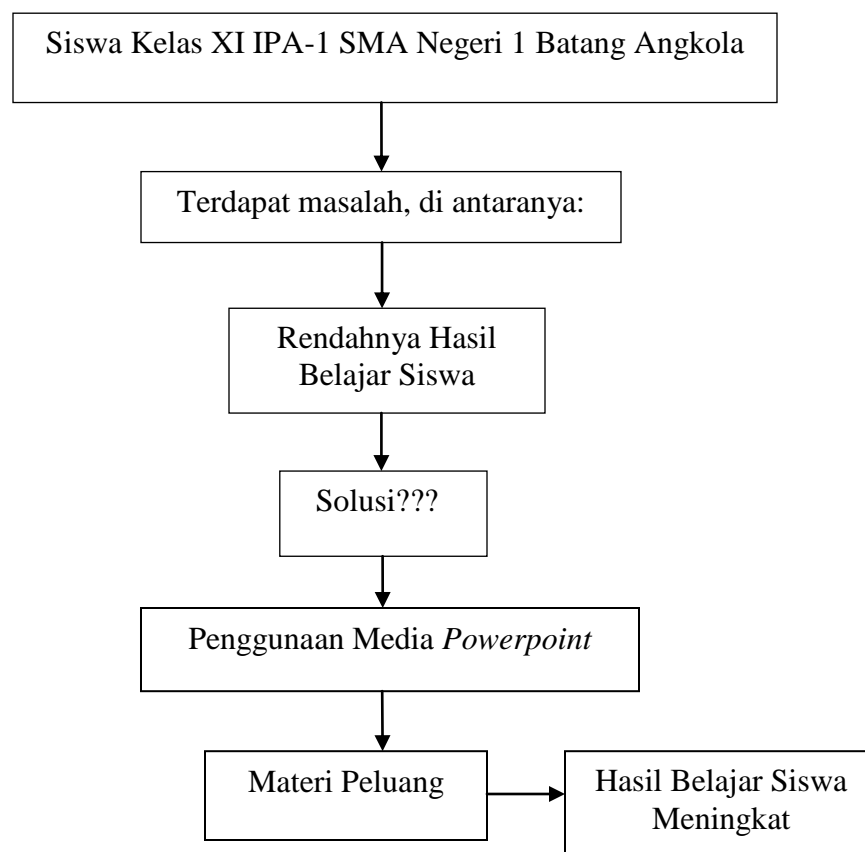 Siswa Kelas XI IPA-1 SMA Negeri 1 Batang Angkola
Terdapat masalah, di antaranya:
Rendahnya Hasil
Belajar Siswa
Solusi???
Penggunaan Media Powerpoint
Materi Peluang
Hasil Belajar Siswa
Meningkat